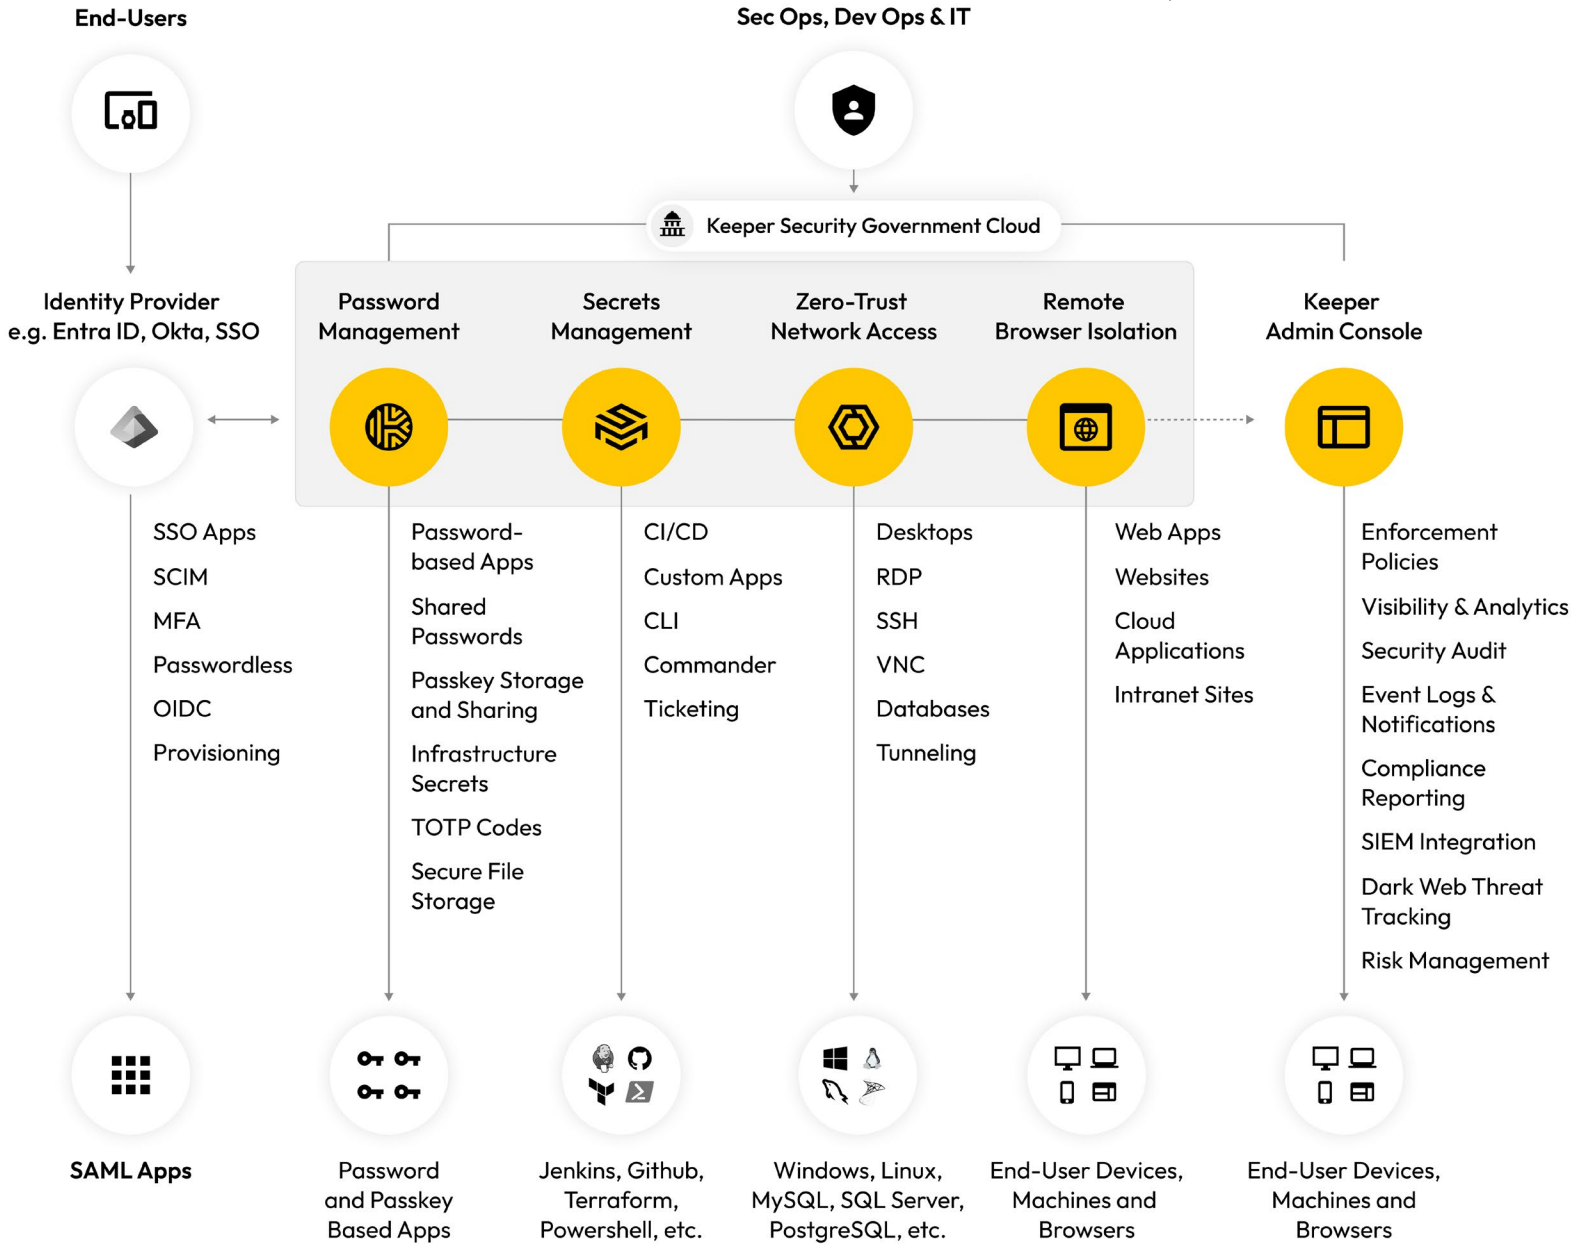 End-Users
Sec Ops, Dev Ops & IT
Keeper Security Government Cloud
Identity Provider
e.g. Entra ID, Okta, SSO
Password
Management
Secrets
Management
Zero-Trust
Network Access
Remote
Browser Isolation
Keeper
Admin Console
SSO Apps
SCIM
MFA
Passwordless
OIDC
Provisioning
Password-
based Apps
Shared
Passwords
Passkey Storage
and Sharing
Infrastructure
Secrets
TOTP Codes
Secure File
Storage
CI/CD
Custom Apps
CLI
Commander
Ticketing
Desktops
RDP
SSH
VNC
Databases
Tunneling
Web Apps
Websites
Cloud
Applications
Intranet Sites
Enforcement
Policies
Visibility & Analytics
Security Audit
Event Logs &
Notifications
Compliance
Reporting
SIEM Integration
Dark Web Threat
Tracking
Risk Management
SAML Apps
Password
and Passkey
Based Apps
Jenkins, Github,
Terraform,
Powershell, etc.
Windows, Linux,
MySQL, SQL Server,
PostgreSQL, etc.
End-User Devices,
Machines and
Browsers
End-User Devices,
Machines and
Browsers